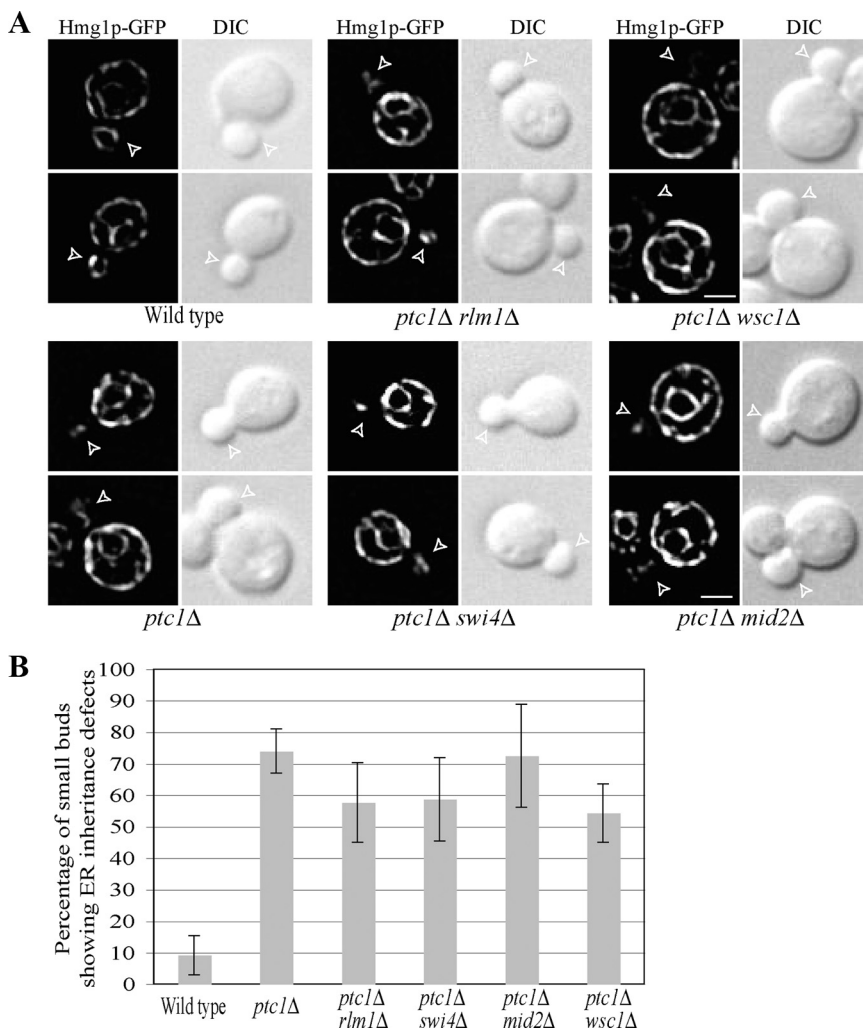 A
Hmg1p-GFP DIC Hmg1p-GFP DIC Hmg1p-GFP DIC
Wild type ptc1Δ rlm1Δ ptc1Δ wsc1Δ
ptc1Δ ptc1Δ swi4Δ ptc1Δ mid2Δ
B
Percentage of small buds
showing ER inheritance defects
100
90
80
70
60
50
40
30
20
10
0
Wild type ptc1Δ ptc1Δ ptc1Δ ptc1Δ ptc1Δ
rlm1Δ swi4Δ mid2Δ wsc1Δ